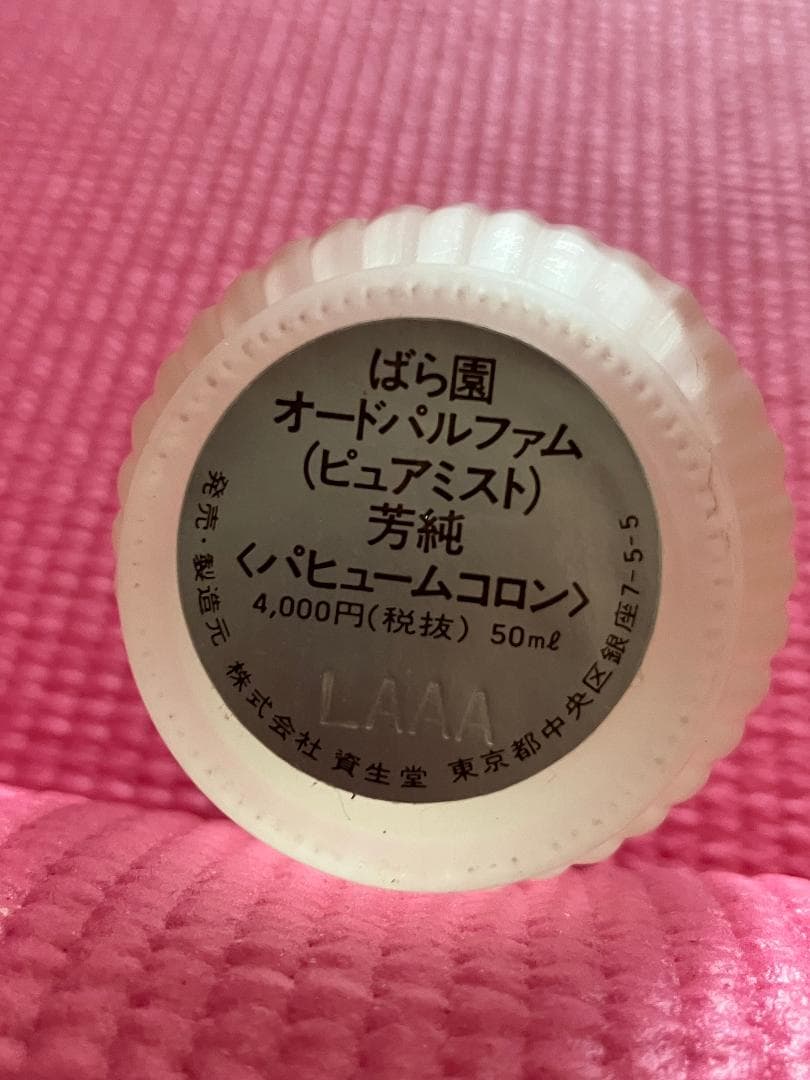 ばら園
オードパルファム
(ピュアミスト)
芳純
〈パヒュームコロン〉
4,000円(税抜) 50mℓ
LAAA
発売・製造元 株式会社 資生堂 東京都中央区銀座7-5-5